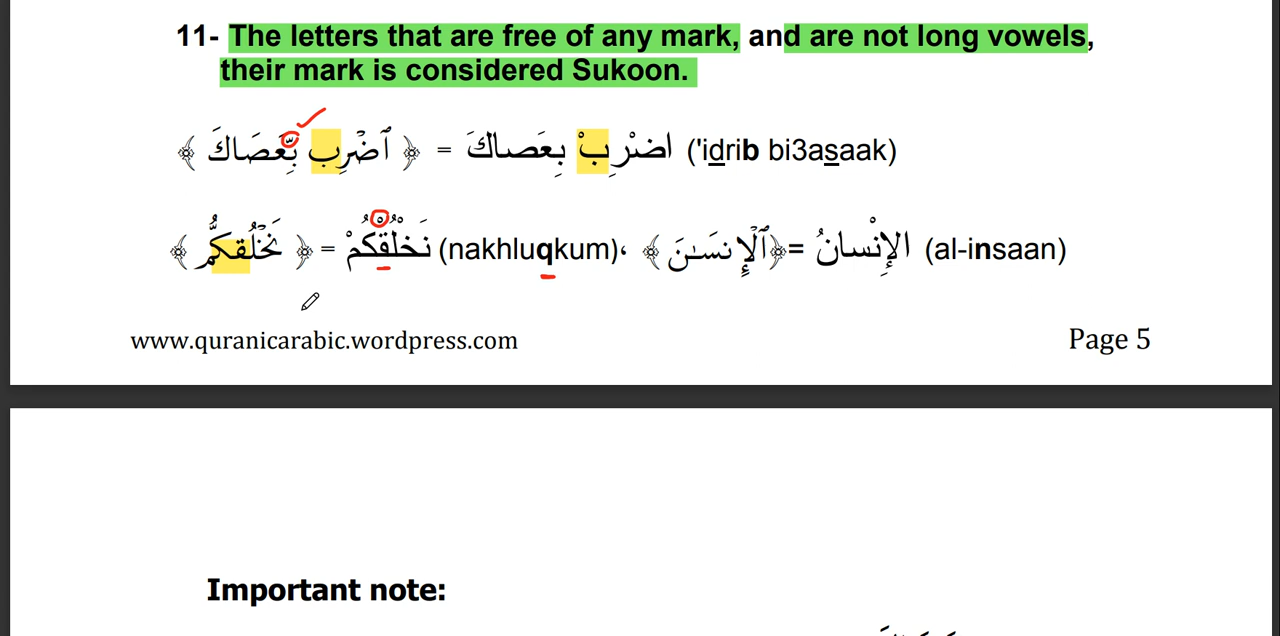 11- The letters that are free of any mark, and are not long vowels,
their mark is considered Sukoon.
﴿ ٱضۡرِب بِّعَصَاكَ ﴾ = اضْرِبْ بِعَصاكَ ('idrib bi3asaak)
﴿ نَخۡلُقكُّم ﴾ = نَخْلُقْكُمْ (nakhluqkum)، ﴿ ٱلۡإِنسَـٰنَ ﴾ = الإِنْسانُ (al-insaan)
www.quranicarabic.wordpress.com Page 5
Important note: